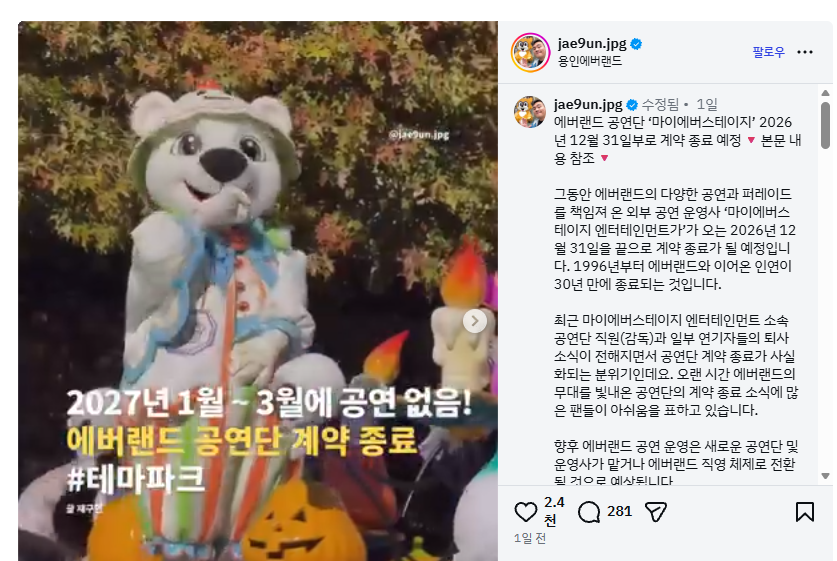 @jae9un.jpg
2027년 1월 ~ 3월에 공연 없음!
에버랜드 공연단 계약 종료
#테마파크
글 재구언
jae9un.jpg
용인에버랜드
팔로우
jae9un.jpg 수정됨 • 1일
에버랜드 공연단 ‘마이에버스테이지’ 2026
년 12월 31일부로 계약 종료 예정🔻본문 내
용 참조🔻
그동안 에버랜드의 다양한 공연과 퍼레이드
를 책임져 온 외부 공연 운영사 ‘마이에버스
테이지 엔터테인먼트가’가 오는 2026년 12
월 31일을 끝으로 계약 종료가 될 예정입니
다. 1996년부터 에버랜드와 이어온 인연이
30년 만에 종료되는 것입니다.
최근 마이에버스테이지 엔터테인먼트 소속
공연단 직원(감독)과 일부 연기자들의 퇴사
소식이 전해지면서 공연단 계약 종료가 사실
화되는 분위기인데요. 오랜 시간 에버랜드의
무대를 빛내온 공연단의 계약 종료 소식에 많
은 팬들이 아쉬움을 표하고 있습니다.
향후 에버랜드 공연 운영은 새로운 공연단 및
운영사가 맡거나 에버랜드 직영 체제로 전환
될 것으로 예상됩니다
2.4
천
281
1일 전